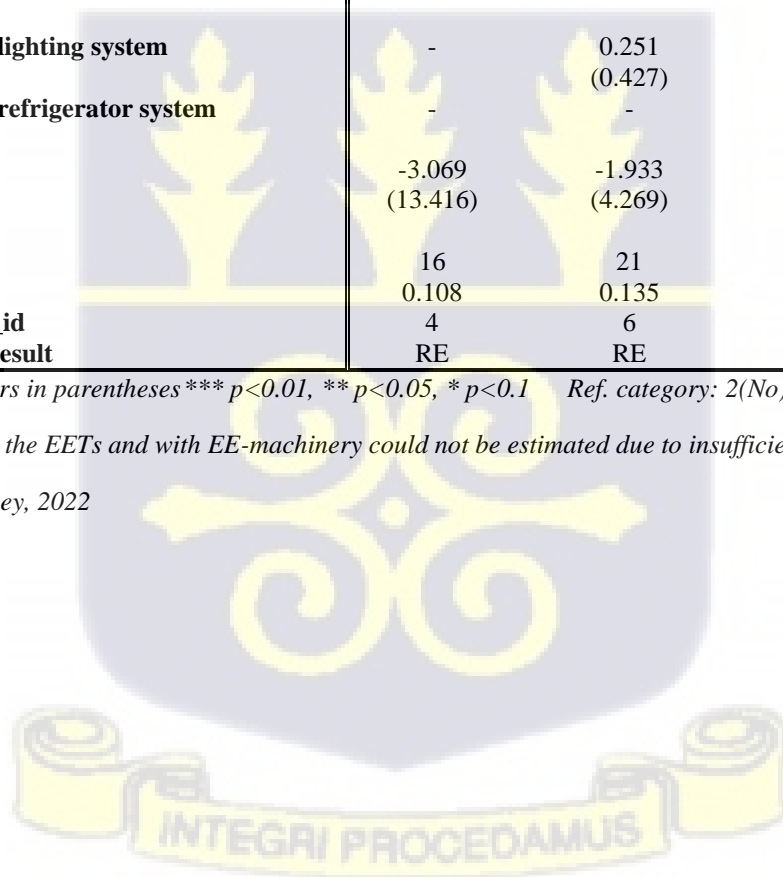 lighting system - 0.251
(0.427)
refrigerator system - -
-3.069 -1.933
(13.416) (4.269)
16 21
0.108 0.135
_id 4 6
esult RE RE
rs in parentheses *** p<0.01, ** p<0.05, * p<0.1 Ref. category: 2(No)
the EETs and with EE-machinery could not be estimated due to insufficie
ey, 2022
INTEGRI PROCEDAMUS